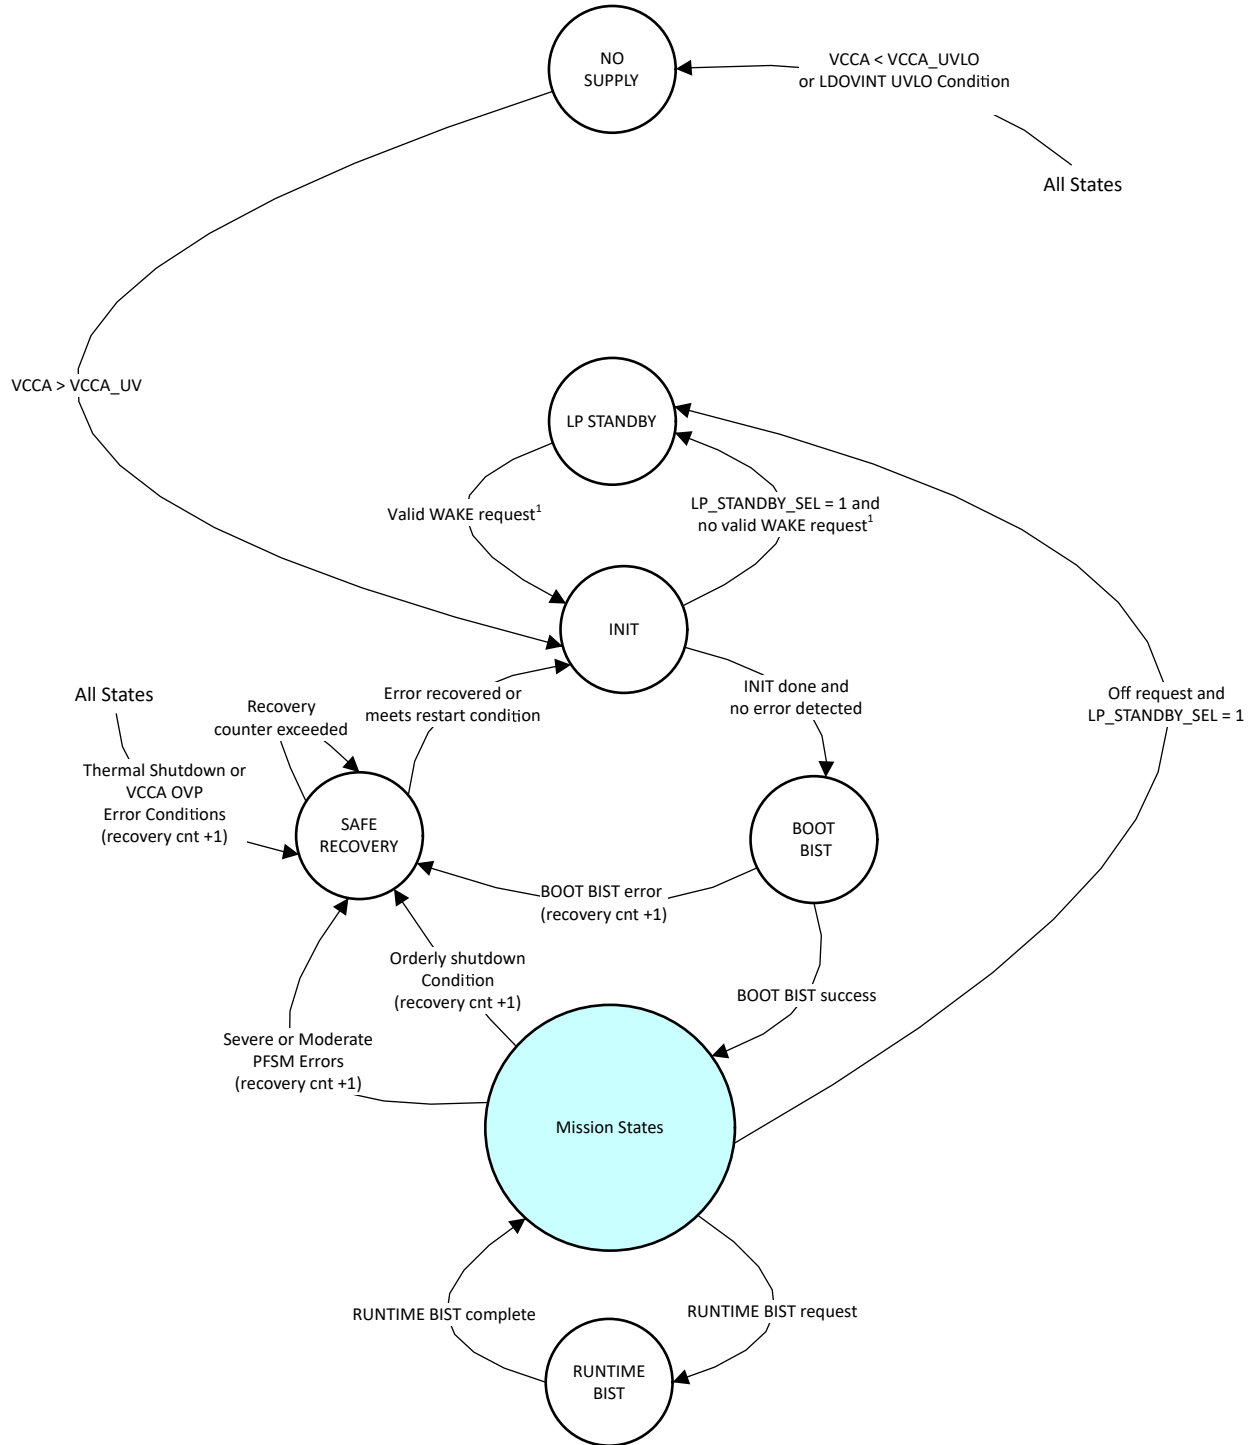 NO
SUPPLY
VCCA < VCCA_UVLO
or LDOVINT UVLO Condition
All States
VCCA > VCCA_UV
LP STANDBY
Valid WAKE request¹
LP_STANDBY_SEL = 1 and
no valid WAKE request¹
INIT
All States
Recovery
counter exceeded
Error recovered or
meets restart condition
INIT done and
no error detected
Off request and
LP_STANDBY_SEL = 1
Thermal Shutdown or
VCCA OVP
Error Conditions
(recovery cnt +1)
SAFE
RECOVERY
BOOT
BIST
BOOT BIST error
(recovery cnt +1)
Orderly shutdown
Condition
(recovery cnt +1)
BOOT BIST success
Severe or Moderate
PFSM Errors
(recovery cnt +1)
Mission States
RUNTIME BIST complete
RUNTIME BIST request
RUNTIME
BIST